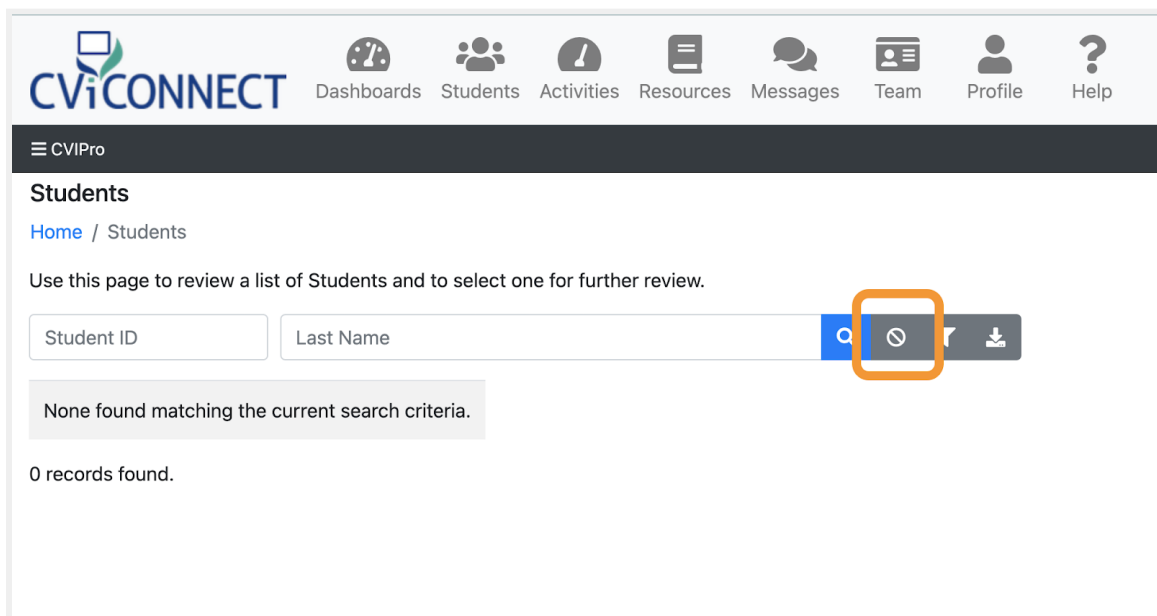 CViCONNECT
Dashboards Students Activities Resources Messages Team Profile Help
CVIPro
Students
Home / Students
Use this page to review a list of Students and to select one for further review.
Student ID Last Name
None found matching the current search criteria.
0 records found.